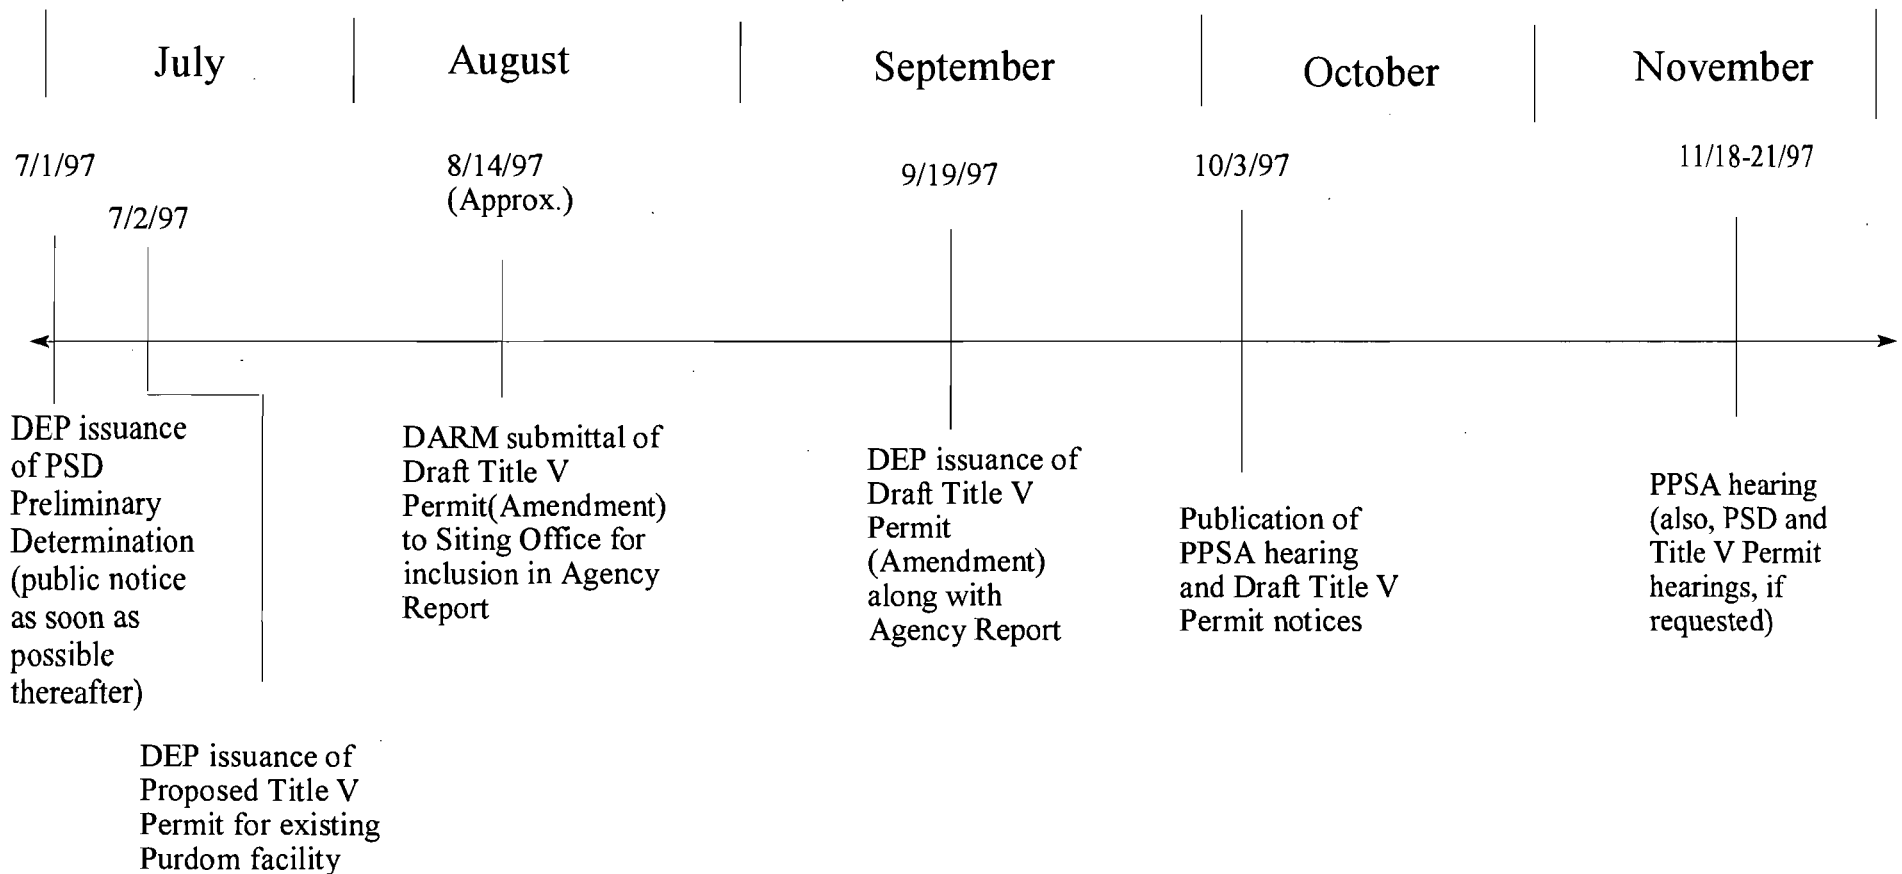 July
August
September
October
November
7/1/97
7/2/97
8/14/97
(Approx.)
9/19/97
10/3/97
11/18-21/97
DEP issuance
of PSD
Preliminary
Determination
(public notice
as soon as
possible
thereafter)
DEP issuance of
Proposed Title V
Permit for existing
Purdom facility
DARM submittal of
Draft Title V
Permit(Amendment)
to Siting Office for
inclusion in Agency
Report
DEP issuance of
Draft Title V
Permit
(Amendment)
along with
Agency Report
Publication of
PPSA hearing
and Draft Title V
Permit notices
PPSA hearing
(also, PSD and
Title V Permit
hearings, if
requested)